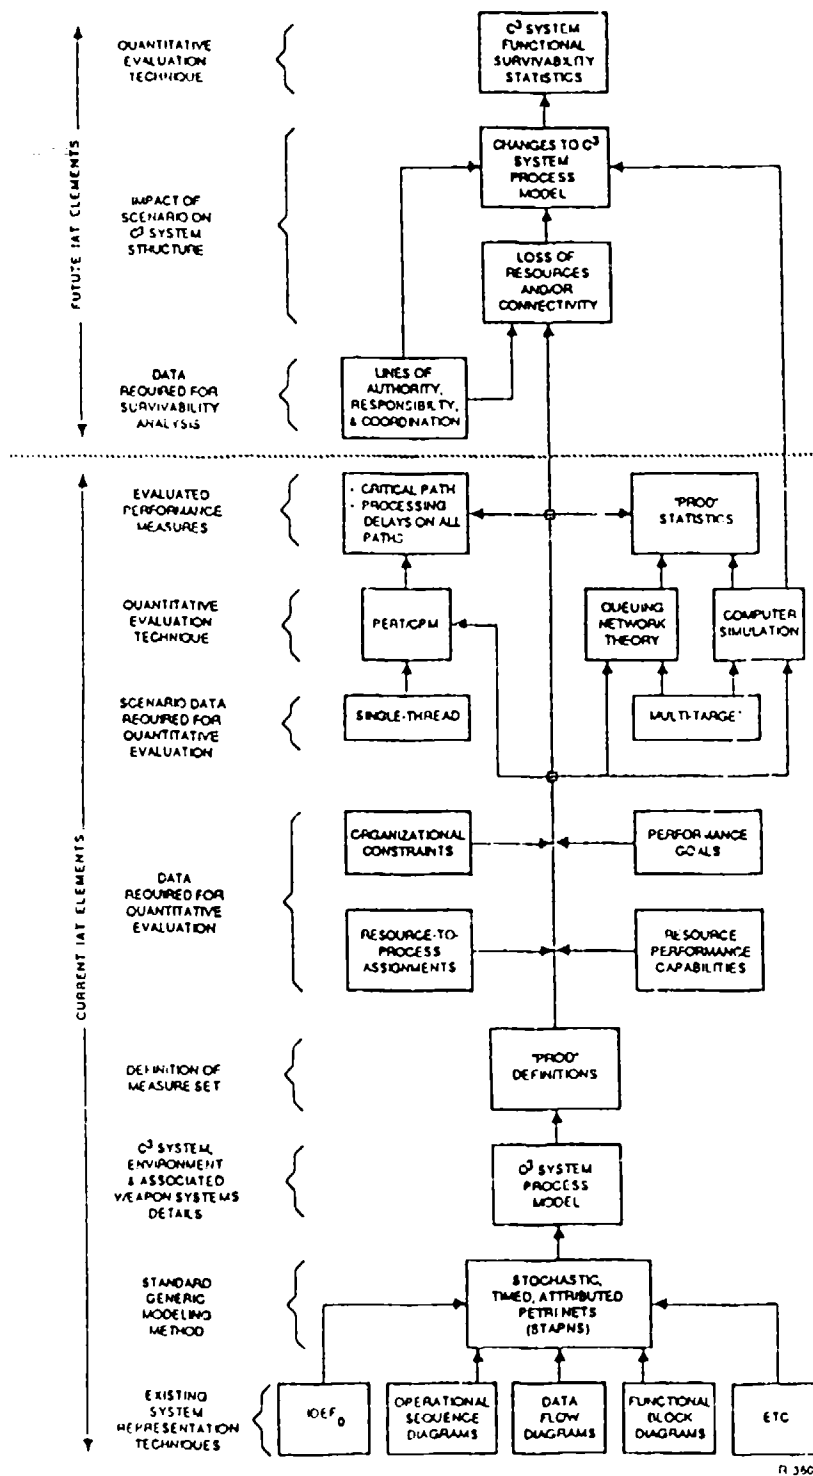 QUANTITATIVE
EVALUATION
TECHNIQUE
C³ SYSTEM
FUNCTIONAL
SURVIVABILITY
STATISTICS
FUTUTE IAT ELEMENTS
IMPACT OF
SCENARIO ON
C³ SYSTEM
STRUCTURE
CHANGES TO C³
SYSTEM
PROCESS
MODEL
LOSS OF
RESOURCES
AND/OR
CONNECTIVITY
DATA
REQUIRED FOR
SURVIVABILITY
ANALYSIS
LINES OF
AUTHORITY,
RESPONSIBILTY,
& COORDINATION
CURRENT IAT ELEMENTS
EVALUATED
PERFORMANCE
MEASURES
· CRITICAL PATH
· PROCESSING
DELAYS ON ALL
PATHS
"PROD"
STATISTICS
QUANTITATIVE
EVALUATION
TECHNIQUE
PERT/CPM
QUEUING
NETWORK
THEORY
COMPUTER
SIMULATION
SCENARIO DATA
REQUIRED FOR
QUANTITATIVE
EVALUATION
SINGLE-THREAD
MULTI-TARGET
DATA
REQUIRED FOR
QUANTITATIVE
EVALUATION
ORGANIZATIONAL
CONSTRAINTS
PERFORMANCE
GOALS
RESOURCE-TO-
PROCESS
ASSIGNMENTS
RESOURCE
PERFORMANCE
CAPABILITIES
DEFINITION OF
MEASURE SET
"PROD"
DEFINITIONS
C³ SYSTEM,
ENVIRONMENT
& ASSOCIATED
WEAPON SYSTEMS
DETAILS
C³ SYSTEM
PROCESS
MODEL
STANDARD
GENERIC
MODELING
METHOD
STOCHASTIC,
TIMED, ATTRIBUTED
PETRI NETS
(STAPNS)
EXISTING
SYSTEM
REPRESENTATION
TECHNIQUES
IDEF₀
OPERATIONAL
SEQUENCE
DIAGRAMS
DATA
FLOW
DIAGRAMS
FUNCTIONAL
BLOCK
DIAGRAMS
ETC